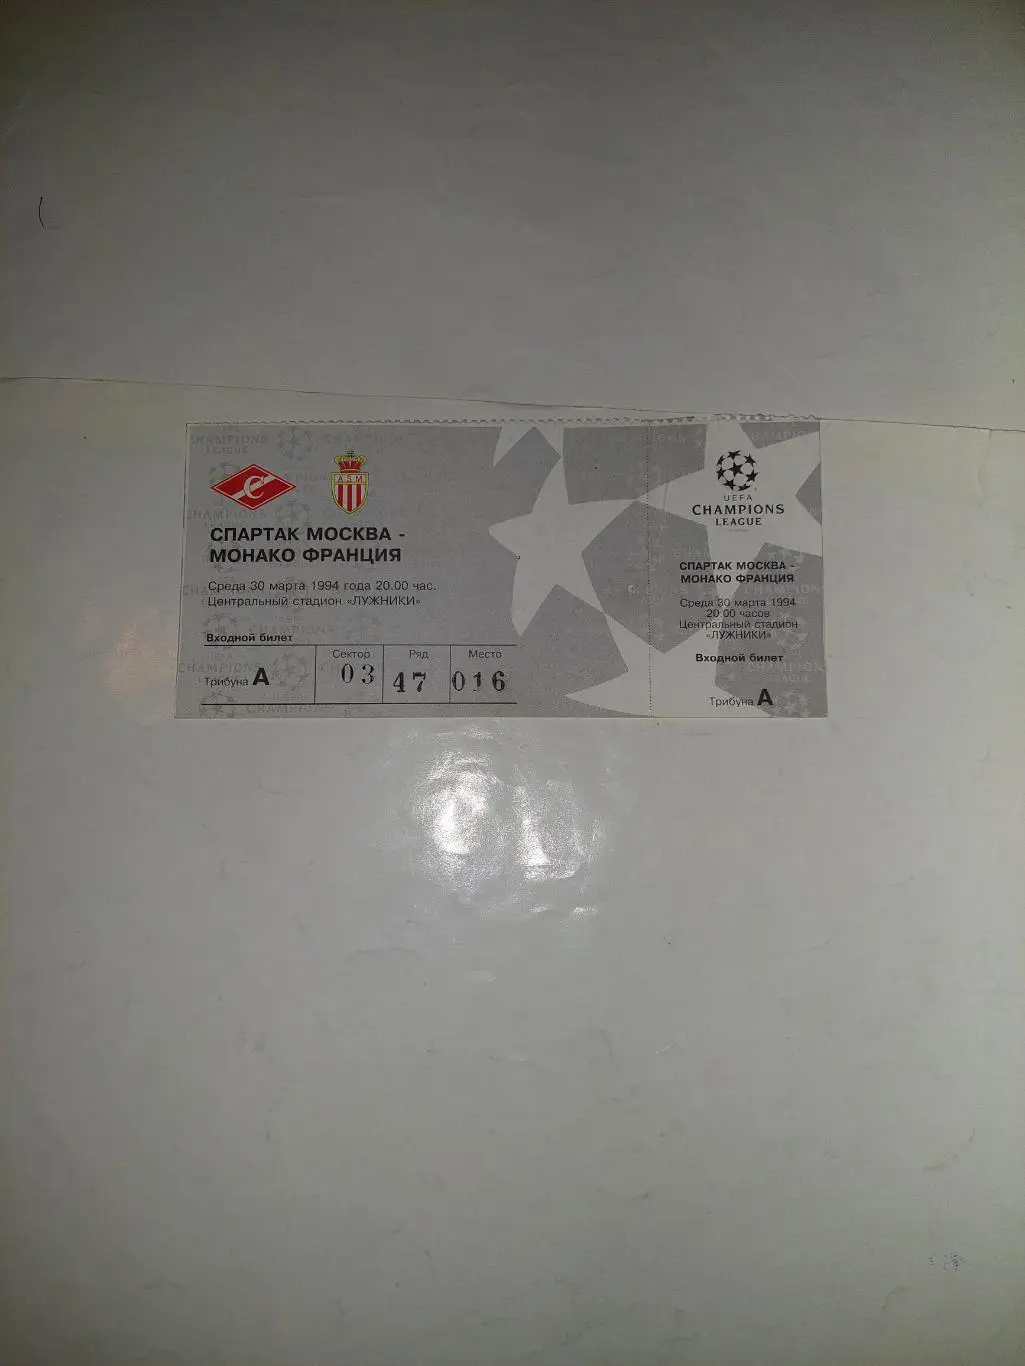 A S M
СПАРТАК МОСКВА -
МОНАКО ФРАНЦИЯ
Среда 30 марта 1994 года 20.00 час.
Центральный стадион «ЛУЖНИКИ»
Входной билет
Трибуна А
Сектор 03
Ряд 47
Место 016
UEFA
CHAMPIONS
LEAGUE
СПАРТАК МОСКВА -
МОНАКО ФРАНЦИЯ
Среда 30 марта 1994
20.00 часов
Центральный стадион
«ЛУЖНИКИ»
Входной билет
Трибуна А